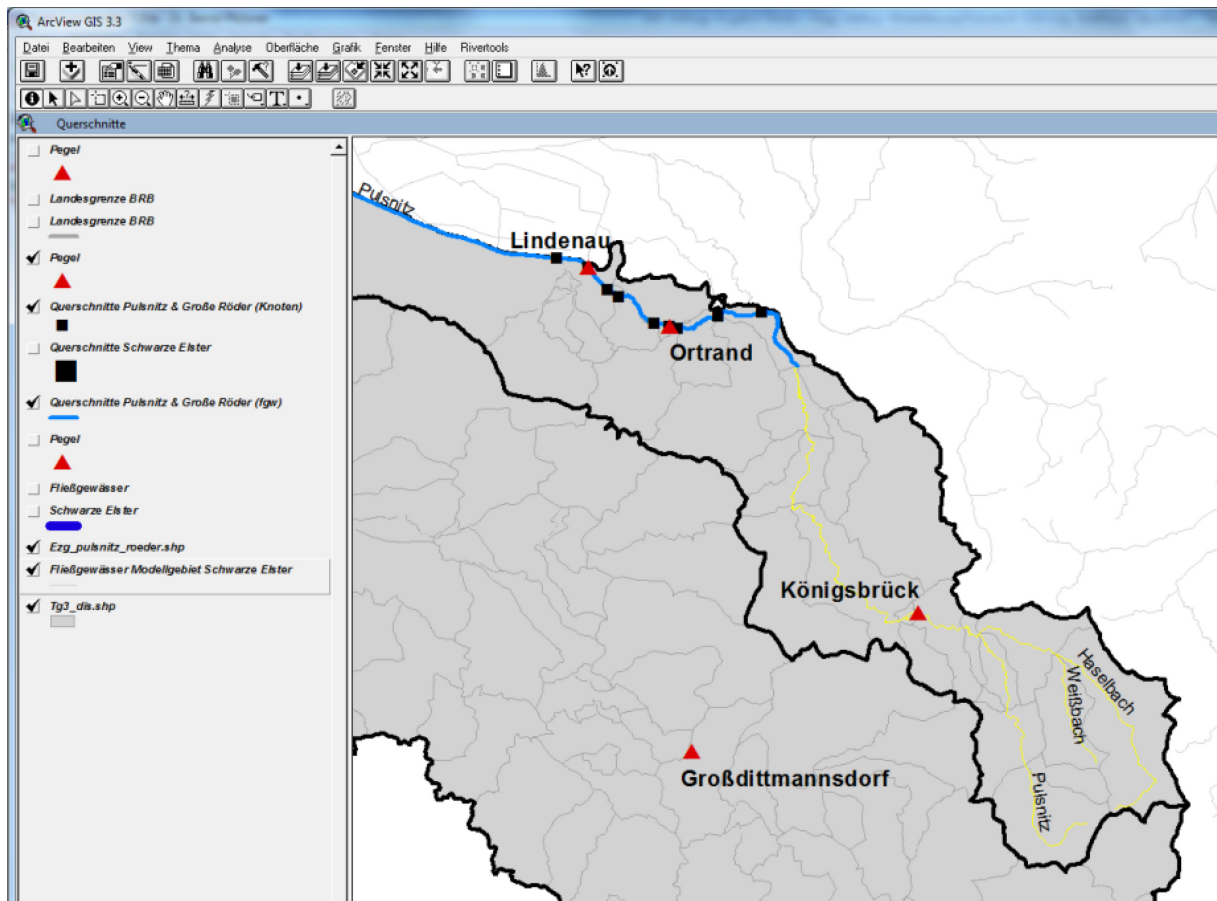 ArcView GIS 3.3
Datei Bearbeiten View Thema Analyse Oberfläche Grafik Fenster Hilfe Rivertools
Querschnitte
Pegel
Landesgrenze BRB
Landesgrenze BRB
Pegel
Querschnitte Pulsnitz & Große Röder (Knoten)
Querschnitte Schwarze Elster
Querschnitte Pulsnitz & Große Röder (fgw)
Pegel
Fließgewässer
Schwarze Elster
Ezg_pulsnitz_roeder.shp
Fließgewässer Modellgebiet Schwarze Elster
Tg3_dis.shp
Pulsnitz
Lindenau
Ortrand
Königsbrück
Haselbach
Weißbach
Großdittmannsdorf
Pulsnitz